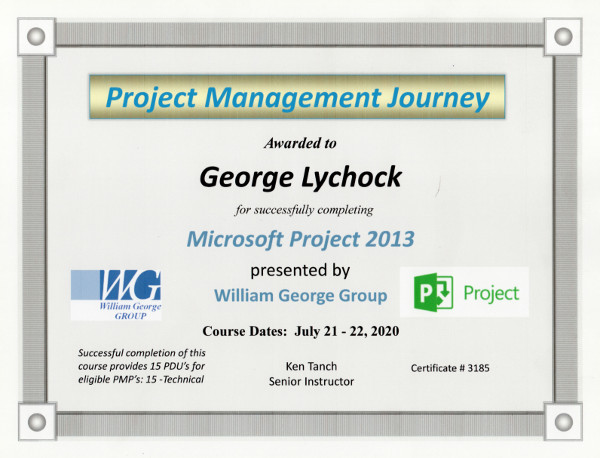 Project Management Journey
Awarded to
George Lychock
for successfully completing
Microsoft Project 2013
presented by
William George Group
WG
William George
GROUP
P
Project
Course Dates: July 21 - 22, 2020
Successful completion of this
course provides 15 PDU's for
eligible PMP's: 15 -Technical
Ken Tanch
Senior Instructor
Certificate # 3185